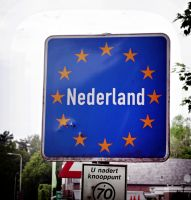 Nederland
U nadert
knooppunt
70